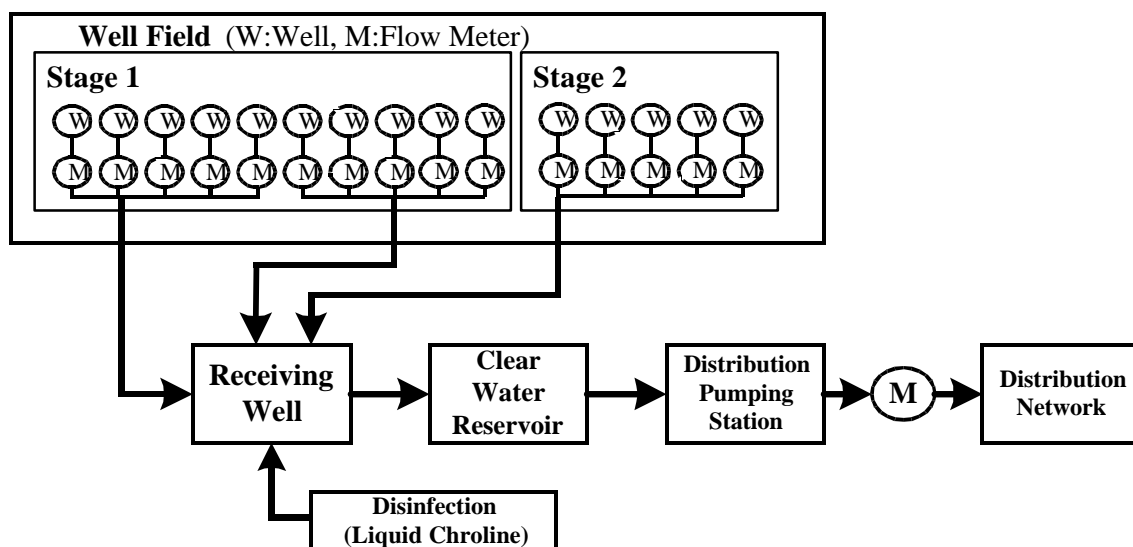 Well Field (W:Well, M:Flow Meter)
Stage 1
W W W W W W W W W W
M M M M M M M M M M
Stage 2
W W W W W
M M M M M
Receiving
Well
Clear
Water
Reservoir
Distribution
Pumping
Station
M
Distribution
Network
Disinfection
(Liquid Chroline)